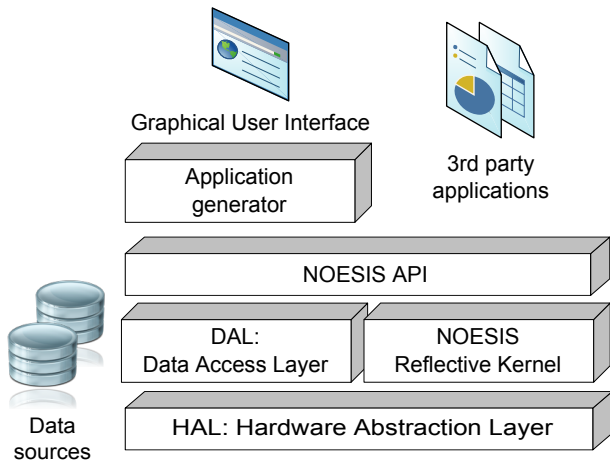 Graphical User Interface
3rd party
applications
Application
generator
NOESIS API
DAL:
Data Access Layer
NOESIS
Reflective Kernel
HAL: Hardware Abstraction Layer
Data
sources